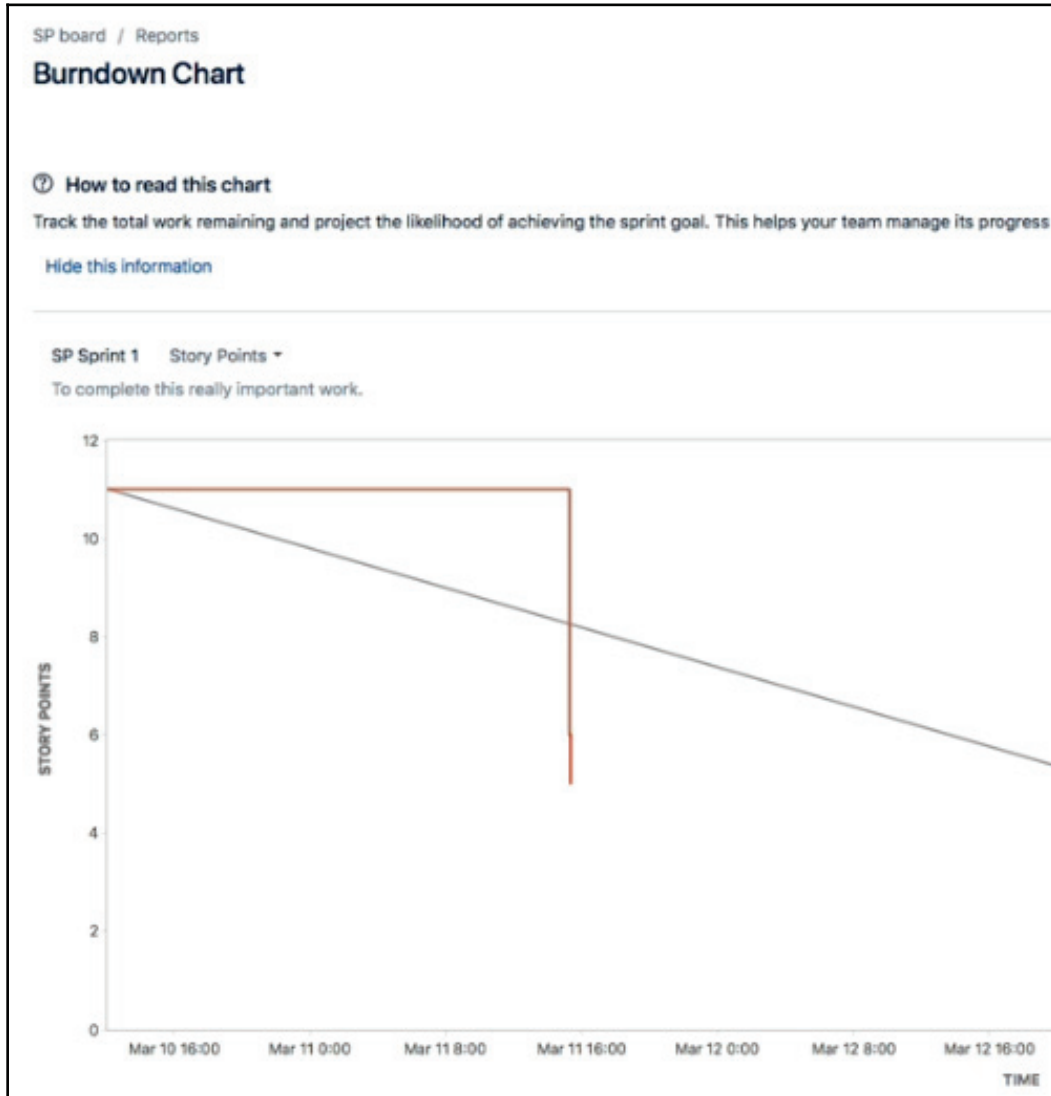 SP board / Reports
Burndown Chart
How to read this chart
Track the total work remaining and project the likelihood of achieving the sprint goal. This helps your team manage its progress
Hide this information
SP Sprint 1 Story Points
To complete this really important work.
12
10
8
6
4
2
0
STORY POINTS
Mar 10 16:00 Mar 11 0:00 Mar 11 8:00 Mar 11 16:00 Mar 12 0:00 Mar 12 8:00 Mar 12 16:00
TIME